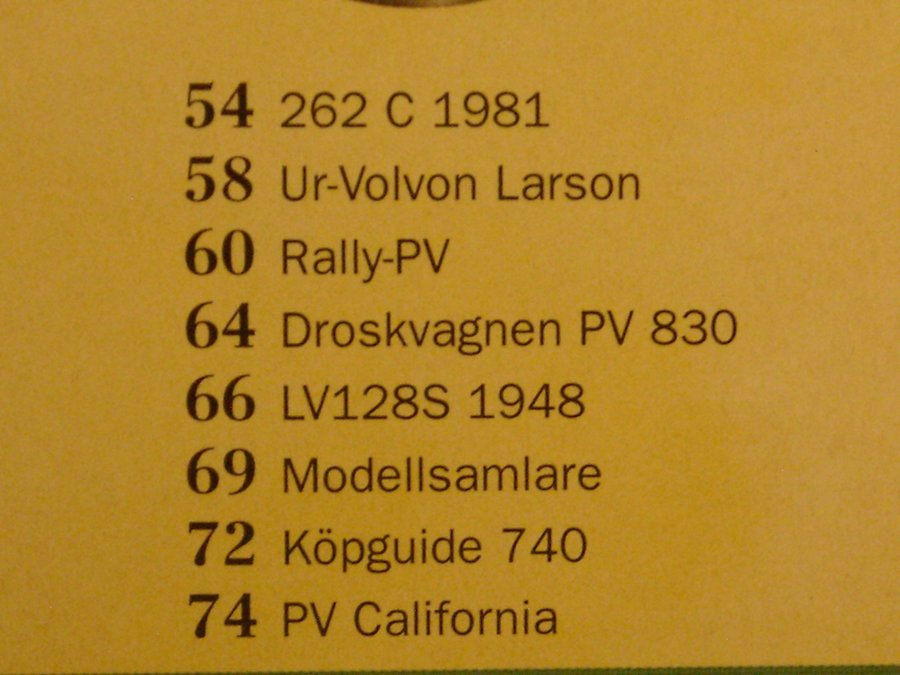 54 262 C 1981
58 Ur-Volvon Larson
60 Rally-PV
64 Droskvagnen PV 830
66 LV128S 1948
69 Modellsamlare
72 Köpguide 740
74 PV California